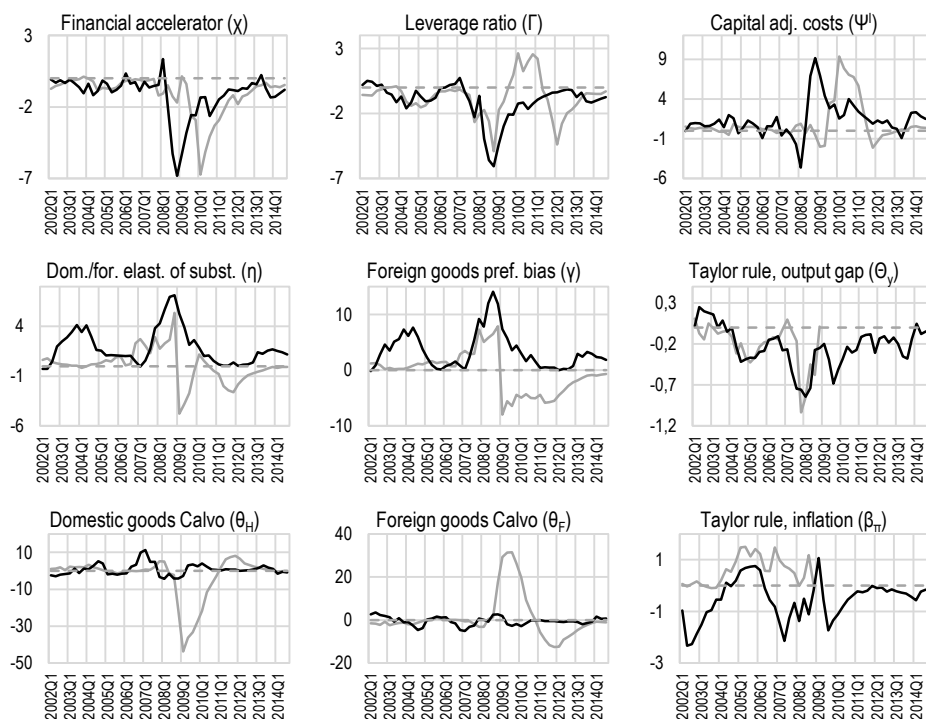 Financial accelerator (χ)
3
-2
-7
2002Q1
2003Q1
2004Q1
2005Q1
2006Q1
2007Q1
2008Q1
2009Q1
2010Q1
2011Q1
2012Q1
2013Q1
2014Q1
Leverage ratio (Γ)
3
-2
-7
2002Q1
2003Q1
2004Q1
2005Q1
2006Q1
2007Q1
2008Q1
2009Q1
2010Q1
2011Q1
2012Q1
2013Q1
2014Q1
Capital adj. costs (Ψᴵ)
9
4
-1
-6
2002Q1
2003Q1
2004Q1
2005Q1
2006Q1
2007Q1
2008Q1
2009Q1
2010Q1
2011Q1
2012Q1
2013Q1
2014Q1
Dom./for. elast. of subst. (η)
4
-1
-6
2002Q1
2003Q1
2004Q1
2005Q1
2006Q1
2007Q1
2008Q1
2009Q1
2010Q1
2011Q1
2012Q1
2013Q1
2014Q1
Foreign goods pref. bias (γ)
10
0
-10
2002Q1
2003Q1
2004Q1
2005Q1
2006Q1
2007Q1
2008Q1
2009Q1
2010Q1
2011Q1
2012Q1
2013Q1
2014Q1
Taylor rule, output gap (Θy)
0,3
-0,2
-0,7
-1,2
2002Q1
2003Q1
2004Q1
2005Q1
2006Q1
2007Q1
2008Q1
2009Q1
2010Q1
2011Q1
2012Q1
2013Q1
2014Q1
Domestic goods Calvo (θH)
10
-10
-30
-50
2002Q1
2003Q1
2004Q1
2005Q1
2006Q1
2007Q1
2008Q1
2009Q1
2010Q1
2011Q1
2012Q1
2013Q1
2014Q1
Foreign goods Calvo (θF)
40
20
0
-20
2002Q1
2003Q1
2004Q1
2005Q1
2006Q1
2007Q1
2008Q1
2009Q1
2010Q1
2011Q1
2012Q1
2013Q1
2014Q1
Taylor rule, inflation (βπ)
1
-1
-3
2002Q1
2003Q1
2004Q1
2005Q1
2006Q1
2007Q1
2008Q1
2009Q1
2010Q1
2011Q1
2012Q1
2013Q1
2014Q1